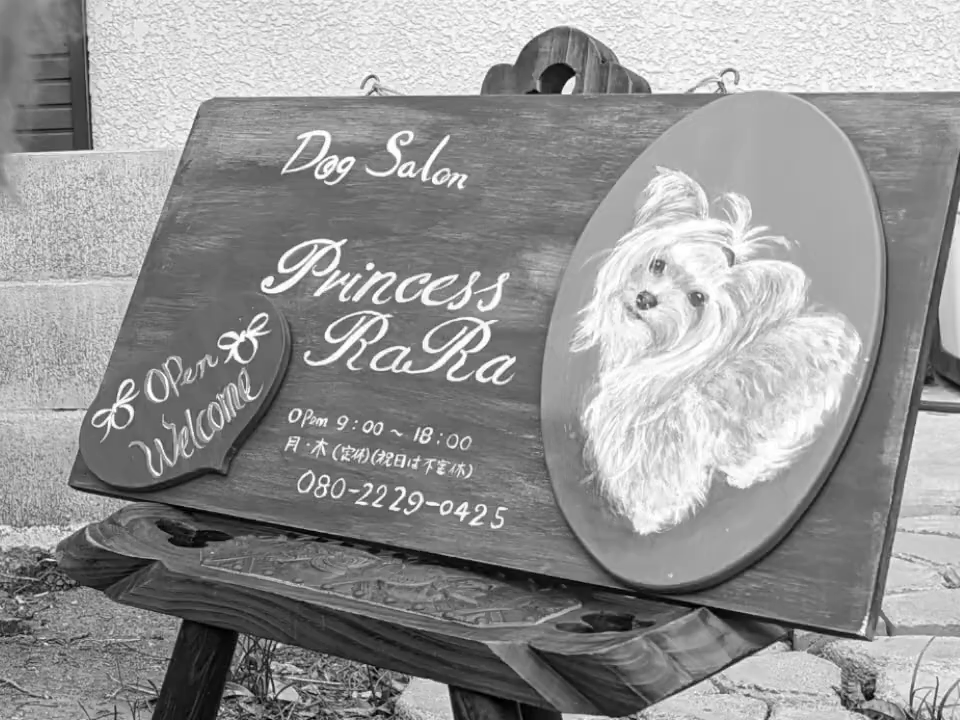 Dog Salon
Princess
RaRa
Open
Welcome
Open 9:00~18:00
月・木(定休)(祝日は不定休)
080-2229-0425